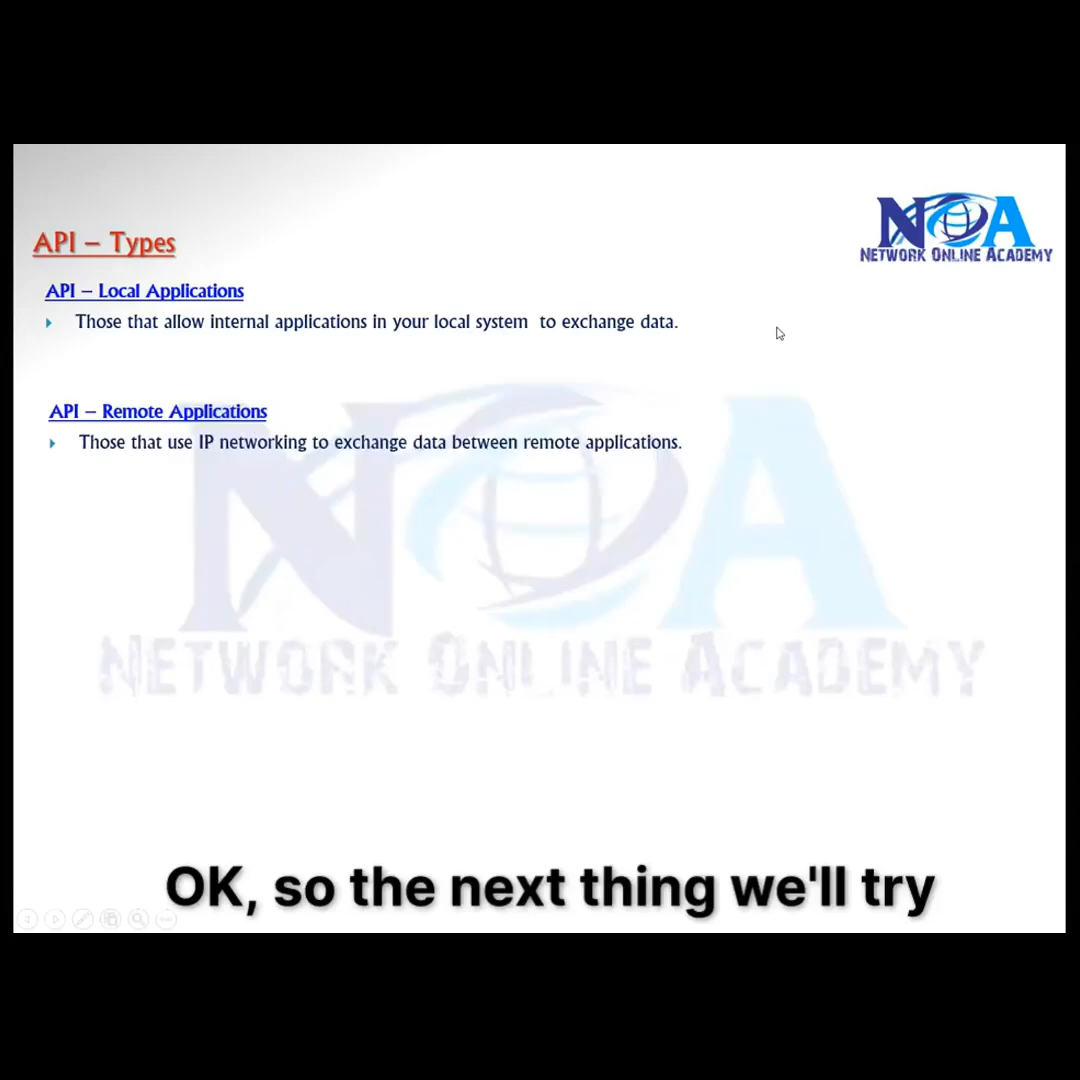 NOA
NETWORK ONLINE ACADEMY
API – Types
API – Local Applications
Those that allow internal applications in your local system to exchange data.
API – Remote Applications
Those that use IP networking to exchange data between remote applications.
NOA
NETWORK ONLINE ACADEMY
OK, so the next thing we'll try